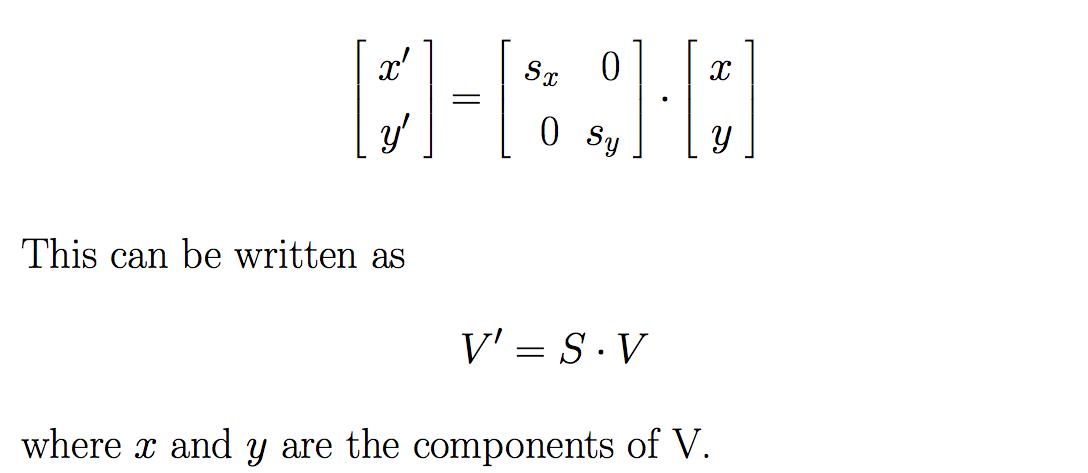 [x′ y′] = [s_x 0 0 s_y] · [x y]
This can be written as
V′ = S · V
where x and y are the components of V.